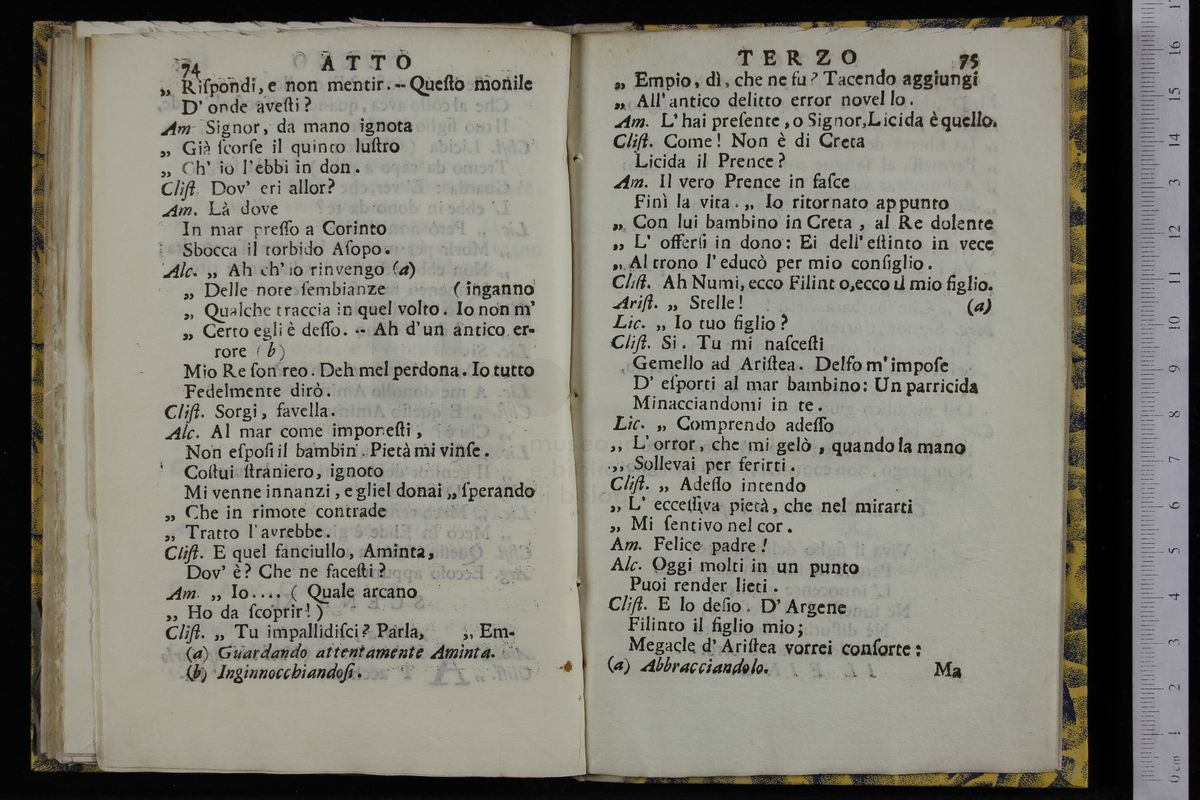 74 ATTO
„ Riſpondi, e non mentir. -- Queſto monile
D' onde aveſti?
Am Signor, da mano ignota
„ Già ſcorſe il quinto luſtro
„ Ch' io l'ebbi in don.
Cliſt. Dov' eri allor?
Am. Là dove
In mar preſſo a Corinto
Sbocca il torbido Aſopo.
Alc. „ Ah ch' io rinvengo (a)
„ Delle note ſembianze (inganno
„ Qualche traccia in quel volto. Io non m'
„ Certo egli è deſſo. -- Ah d'un antico er-
rore (b)
Mio Re ſon reo. Deh mel perdona. Io tutto
Fedelmente dirò.
Cliſt. Sorgi, favella.
Alc. Al mar come imponeſti,
Non eſpoſi il bambin. Pietà mi vinſe.
Coſtui ſtraniero, ignoto
Mi venne innanzi, e gliel donai „ ſperando
„ Che in rimote contrade
„ Tratto l'avrebbe.
Cliſt. E quel fanciullo, Aminta,
Dov' è? Che ne faceſti?
Am. „ Io.... ( Quale arcano
„ Ho da ſcoprir! )
Cliſt. „ Tu impallidiſci? Parla, „ Em-
(a) Guardando attentamente Aminta.
(b) Inginnocchiandoſi.
TERZO 75
„ Empio, dì, che ne fu? Tacendo aggiungi
„ All' antico delitto error novello.
Am. L' hai preſente, o Signor, Licida è quello.
Cliſt. Come! Non è di Creta
Licida il Prence?
Am. Il vero Prence in faſce
Finì la vita. „ Io ritornato appunto
„ Con lui bambino in Creta, al Re dolente
„ L' offerſi in dono: Ei dell' eſtinto in vece
„ Al trono l' educò per mio conſiglio.
Cliſt. Ah Numi, ecco Filinto, ecco il mio figlio.
Ariſt. „ Stelle! (a)
Lic. „ Io tuo figlio?
Cliſt. Si. Tu mi naſceſti
Gemello ad Ariſtea. Delfo m' impoſe
D' eſporti al mar bambino: Un parricida
Minacciandomi in te.
Lic. „ Comprendo adeſſo
„ L' orror, che mi gelò, quando la mano
„ Sollevai per ferirti.
Cliſt. „ Adeſſo intendo
„ L' ecceſſiva pietà, che nel mirarti
„ Mi ſentivo nel cor.
Am. Felice padre!
Alc. Oggi molti in un punto
Puoi render lieti.
Cliſt. E lo deſio. D' Argene
Filinto il figlio mio;
Megacle d' Ariſtea vorrei conſorte:
(a) Abbracciandolo. Ma